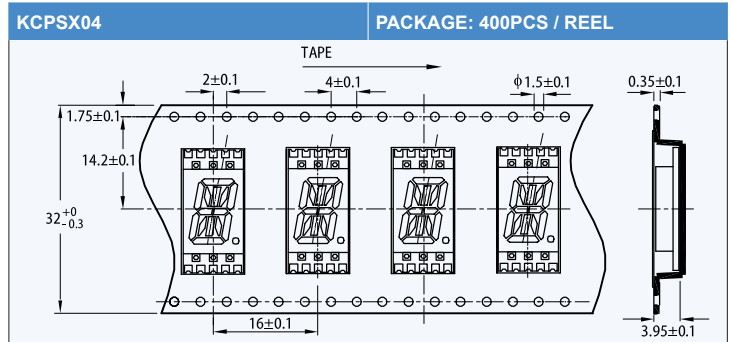 KCPSX04
PACKAGE: 400PCS / REEL
TAPE
2±0.1
4±0.1
ϕ1.5±0.1
0.35±0.1
1.75±0.1
14.2±0.1
32+0-0.3
16±0.1
3.95±0.1